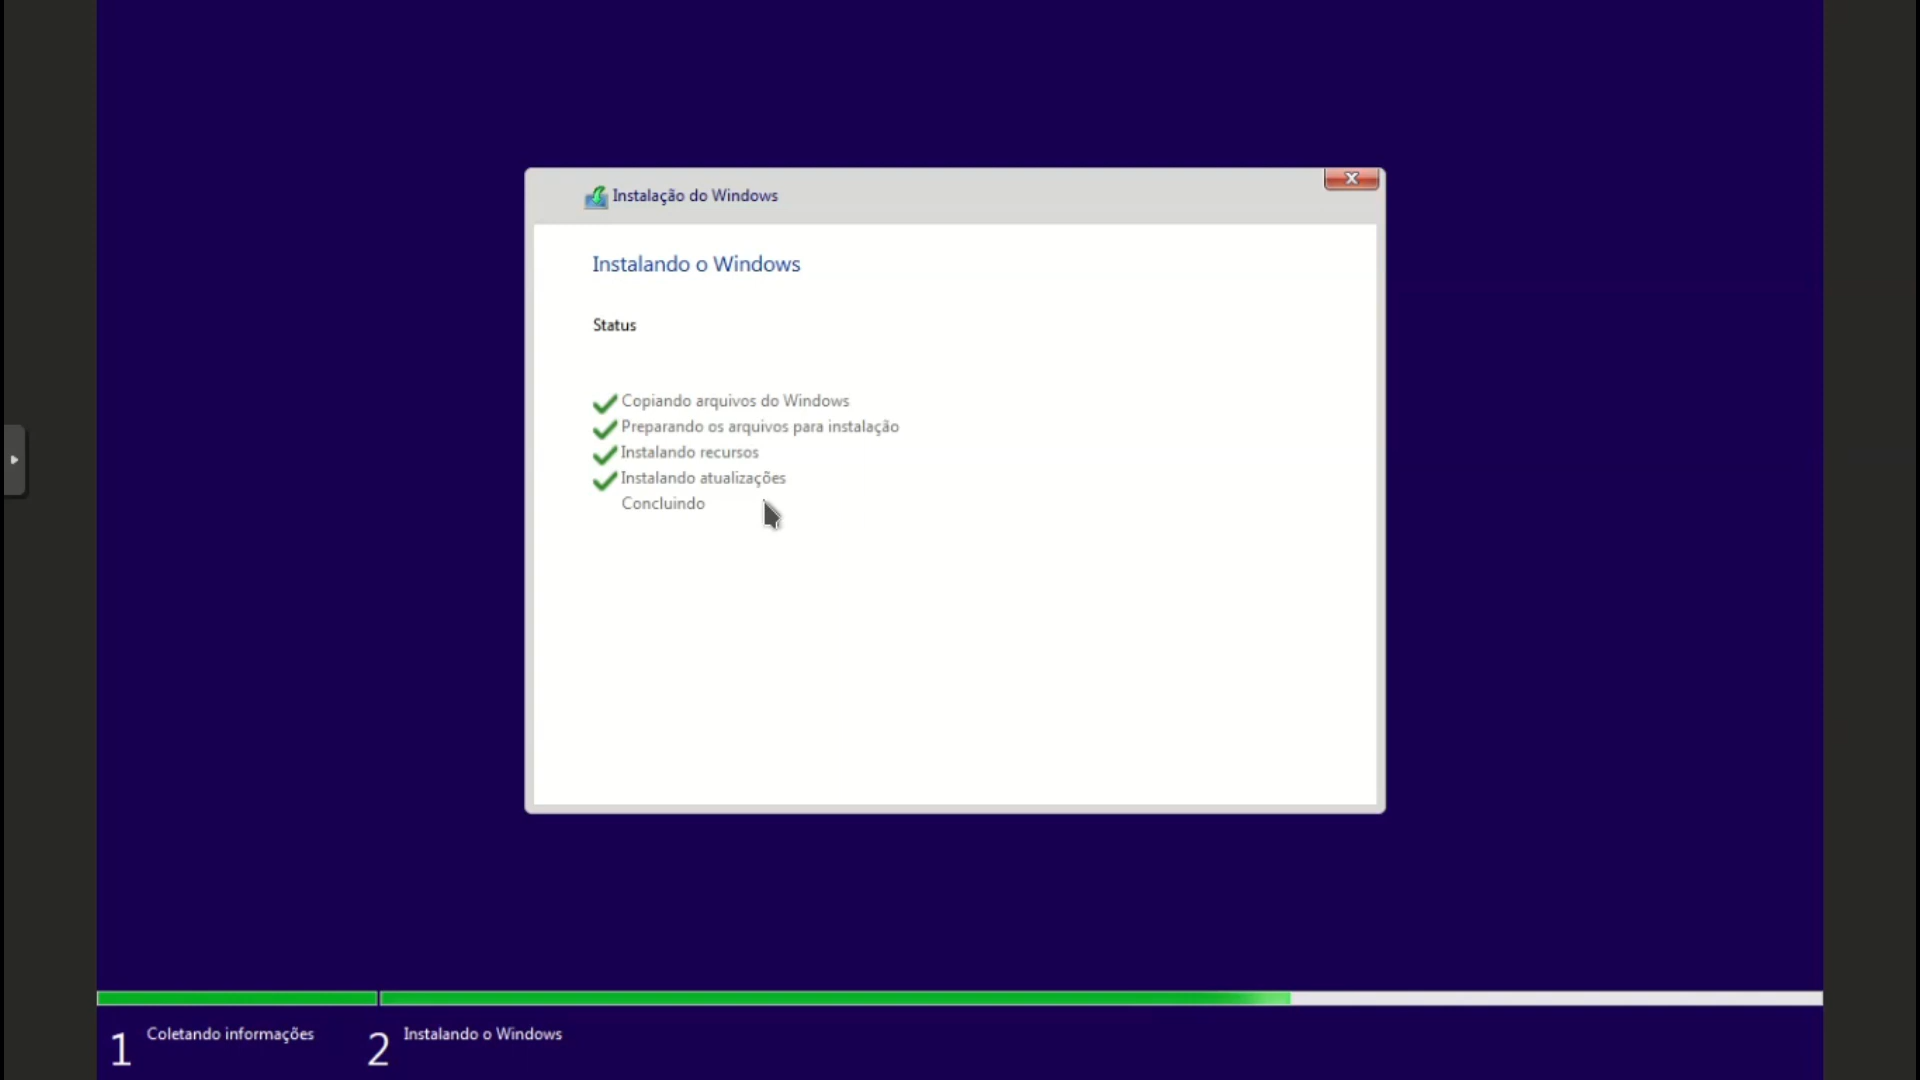 Instalação do Windows
Instalando o Windows
Status
Copiando arquivos do Windows
Preparando os arquivos para instalação
Instalando recursos
Instalando atualizações
Concluindo
1 Coletando informações
2 Instalando o Windows